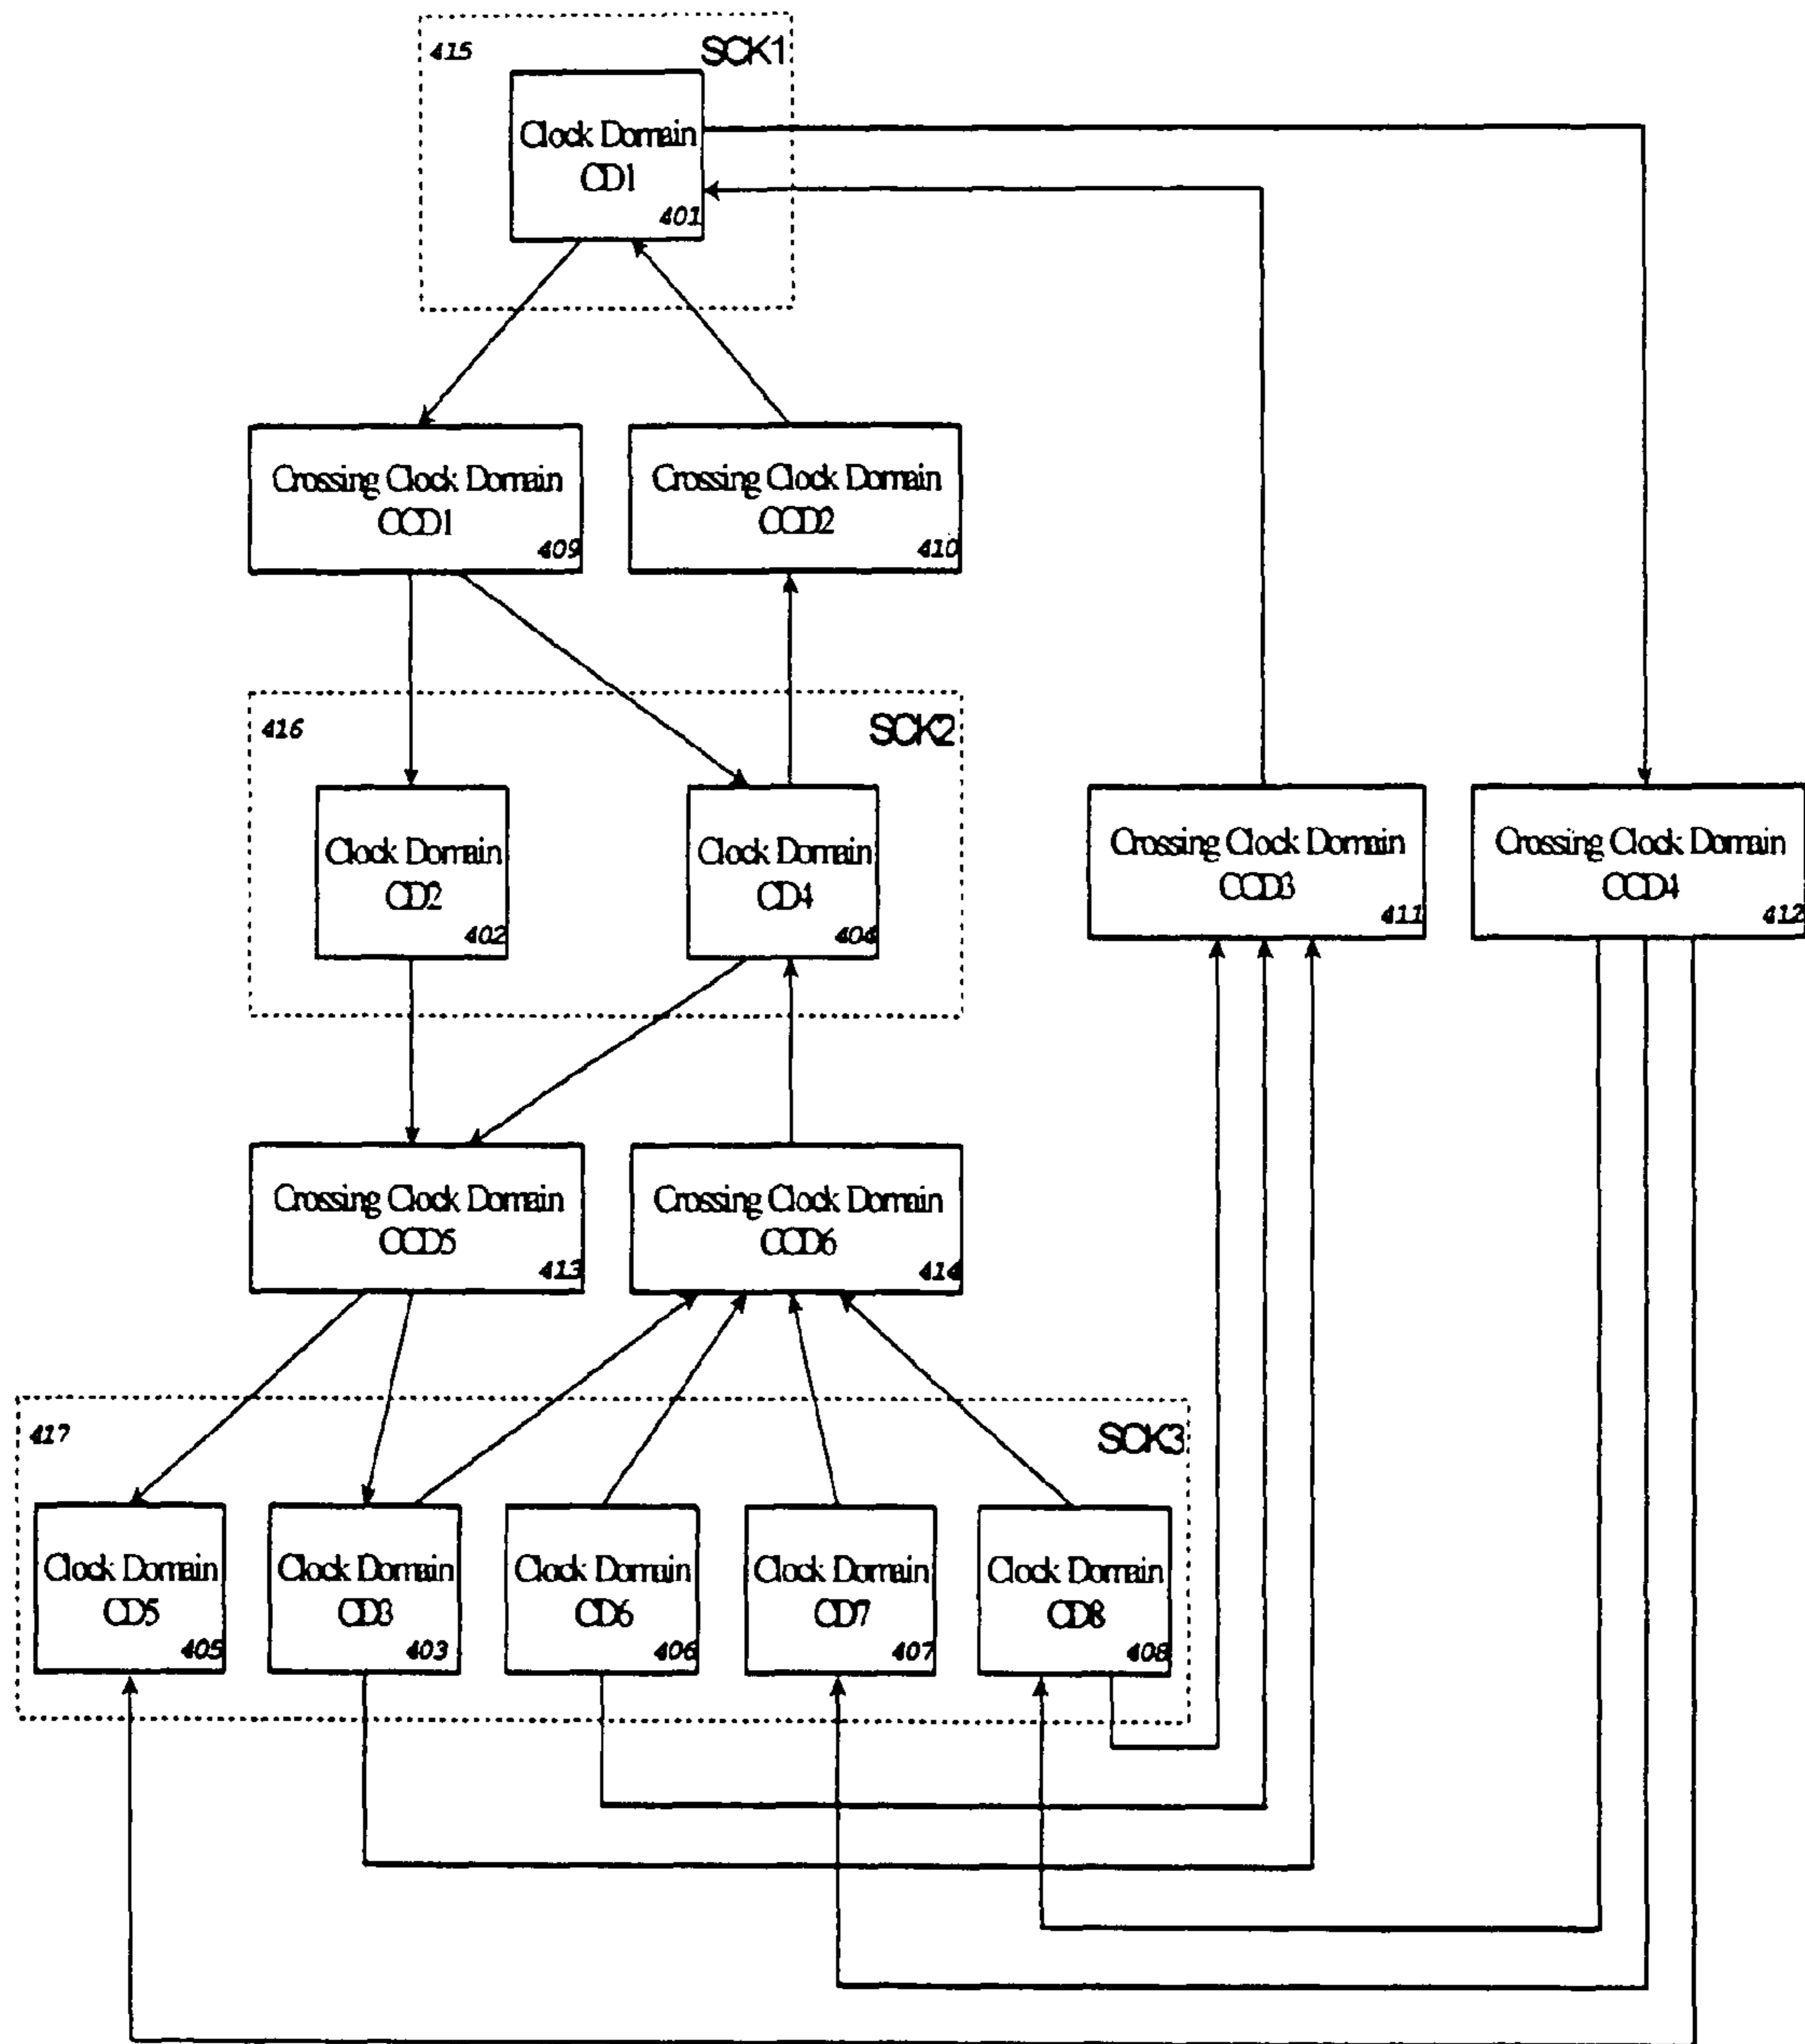 415
SCK1
Clock Domain
CD1
401
Crossing Clock Domain
CCD1
409
Crossing Clock Domain
CCD2
410
416
SCK2
Clock Domain
CD2
402
Clock Domain
CD4
404
Crossing Clock Domain
CCD3
411
Crossing Clock Domain
CCD4
412
Crossing Clock Domain
CCD5
413
Crossing Clock Domain
CCD6
414
417
SCK3
Clock Domain
CD5
405
Clock Domain
CD3
403
Clock Domain
CD6
406
Clock Domain
CD7
407
Clock Domain
CD8
408